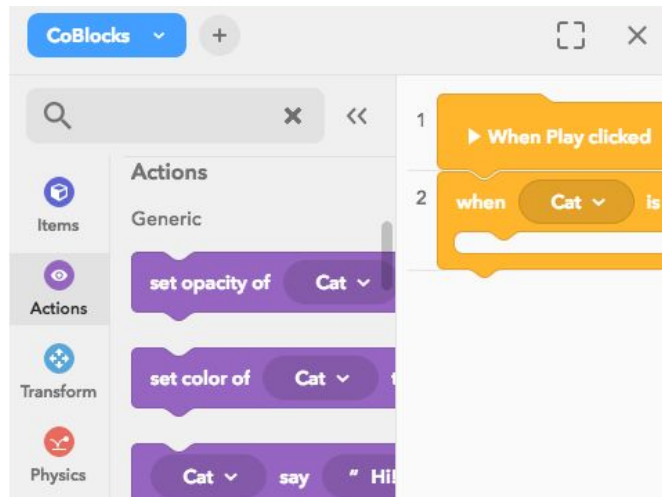 CoBlocks
+
Actions
Generic
Items
set opacity of Cat
Actions
set color of Cat
Transform
Cat say " Hi!
Physics
1
When Play clicked
2
when Cat is